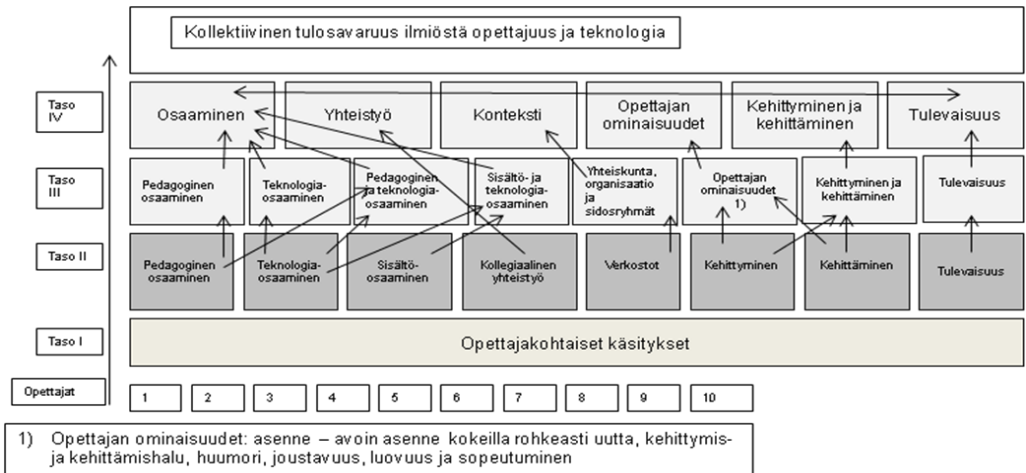 Kollektiivinen tulosavaruus ilmiöstä opettajuus ja teknologia
Taso
IV
Osaaminen
Yhteistyö
Konteksti
Opettajan
ominaisuudet
Kehittyminen ja
kehittäminen
Tulevaisuus
Taso
III
Pedagoginen
osaaminen
Teknologia-
osaaminen
Pedagoginen
ja teknologia-
osaaminen
Sisältö- ja
teknologia-
osaaminen
Yhteiskunta,
organisaatio
ja
sidosryhmät
Opettajan
ominaisuudet
1)
Kehittyminen ja
kehittäminen
Tulevaisuus
Taso II
Pedagoginen
osaaminen
Teknologia-
osaaminen
Sisältö-
osaaminen
Kollegiaalinen
yhteistyö
Verkostot
Kehittyminen
Kehittäminen
Tulevaisuus
Taso I
Opettajakohtaiset käsitykset
Opettajat
1 2 3 4 5 6 7 8 9 10
1) Opettajan ominaisuudet: asenne – avoin asenne kokeilla rohkeasti uutta, kehittymis-
ja kehittämishalu, huumori, joustavuus, luovuus ja sopeutuminen